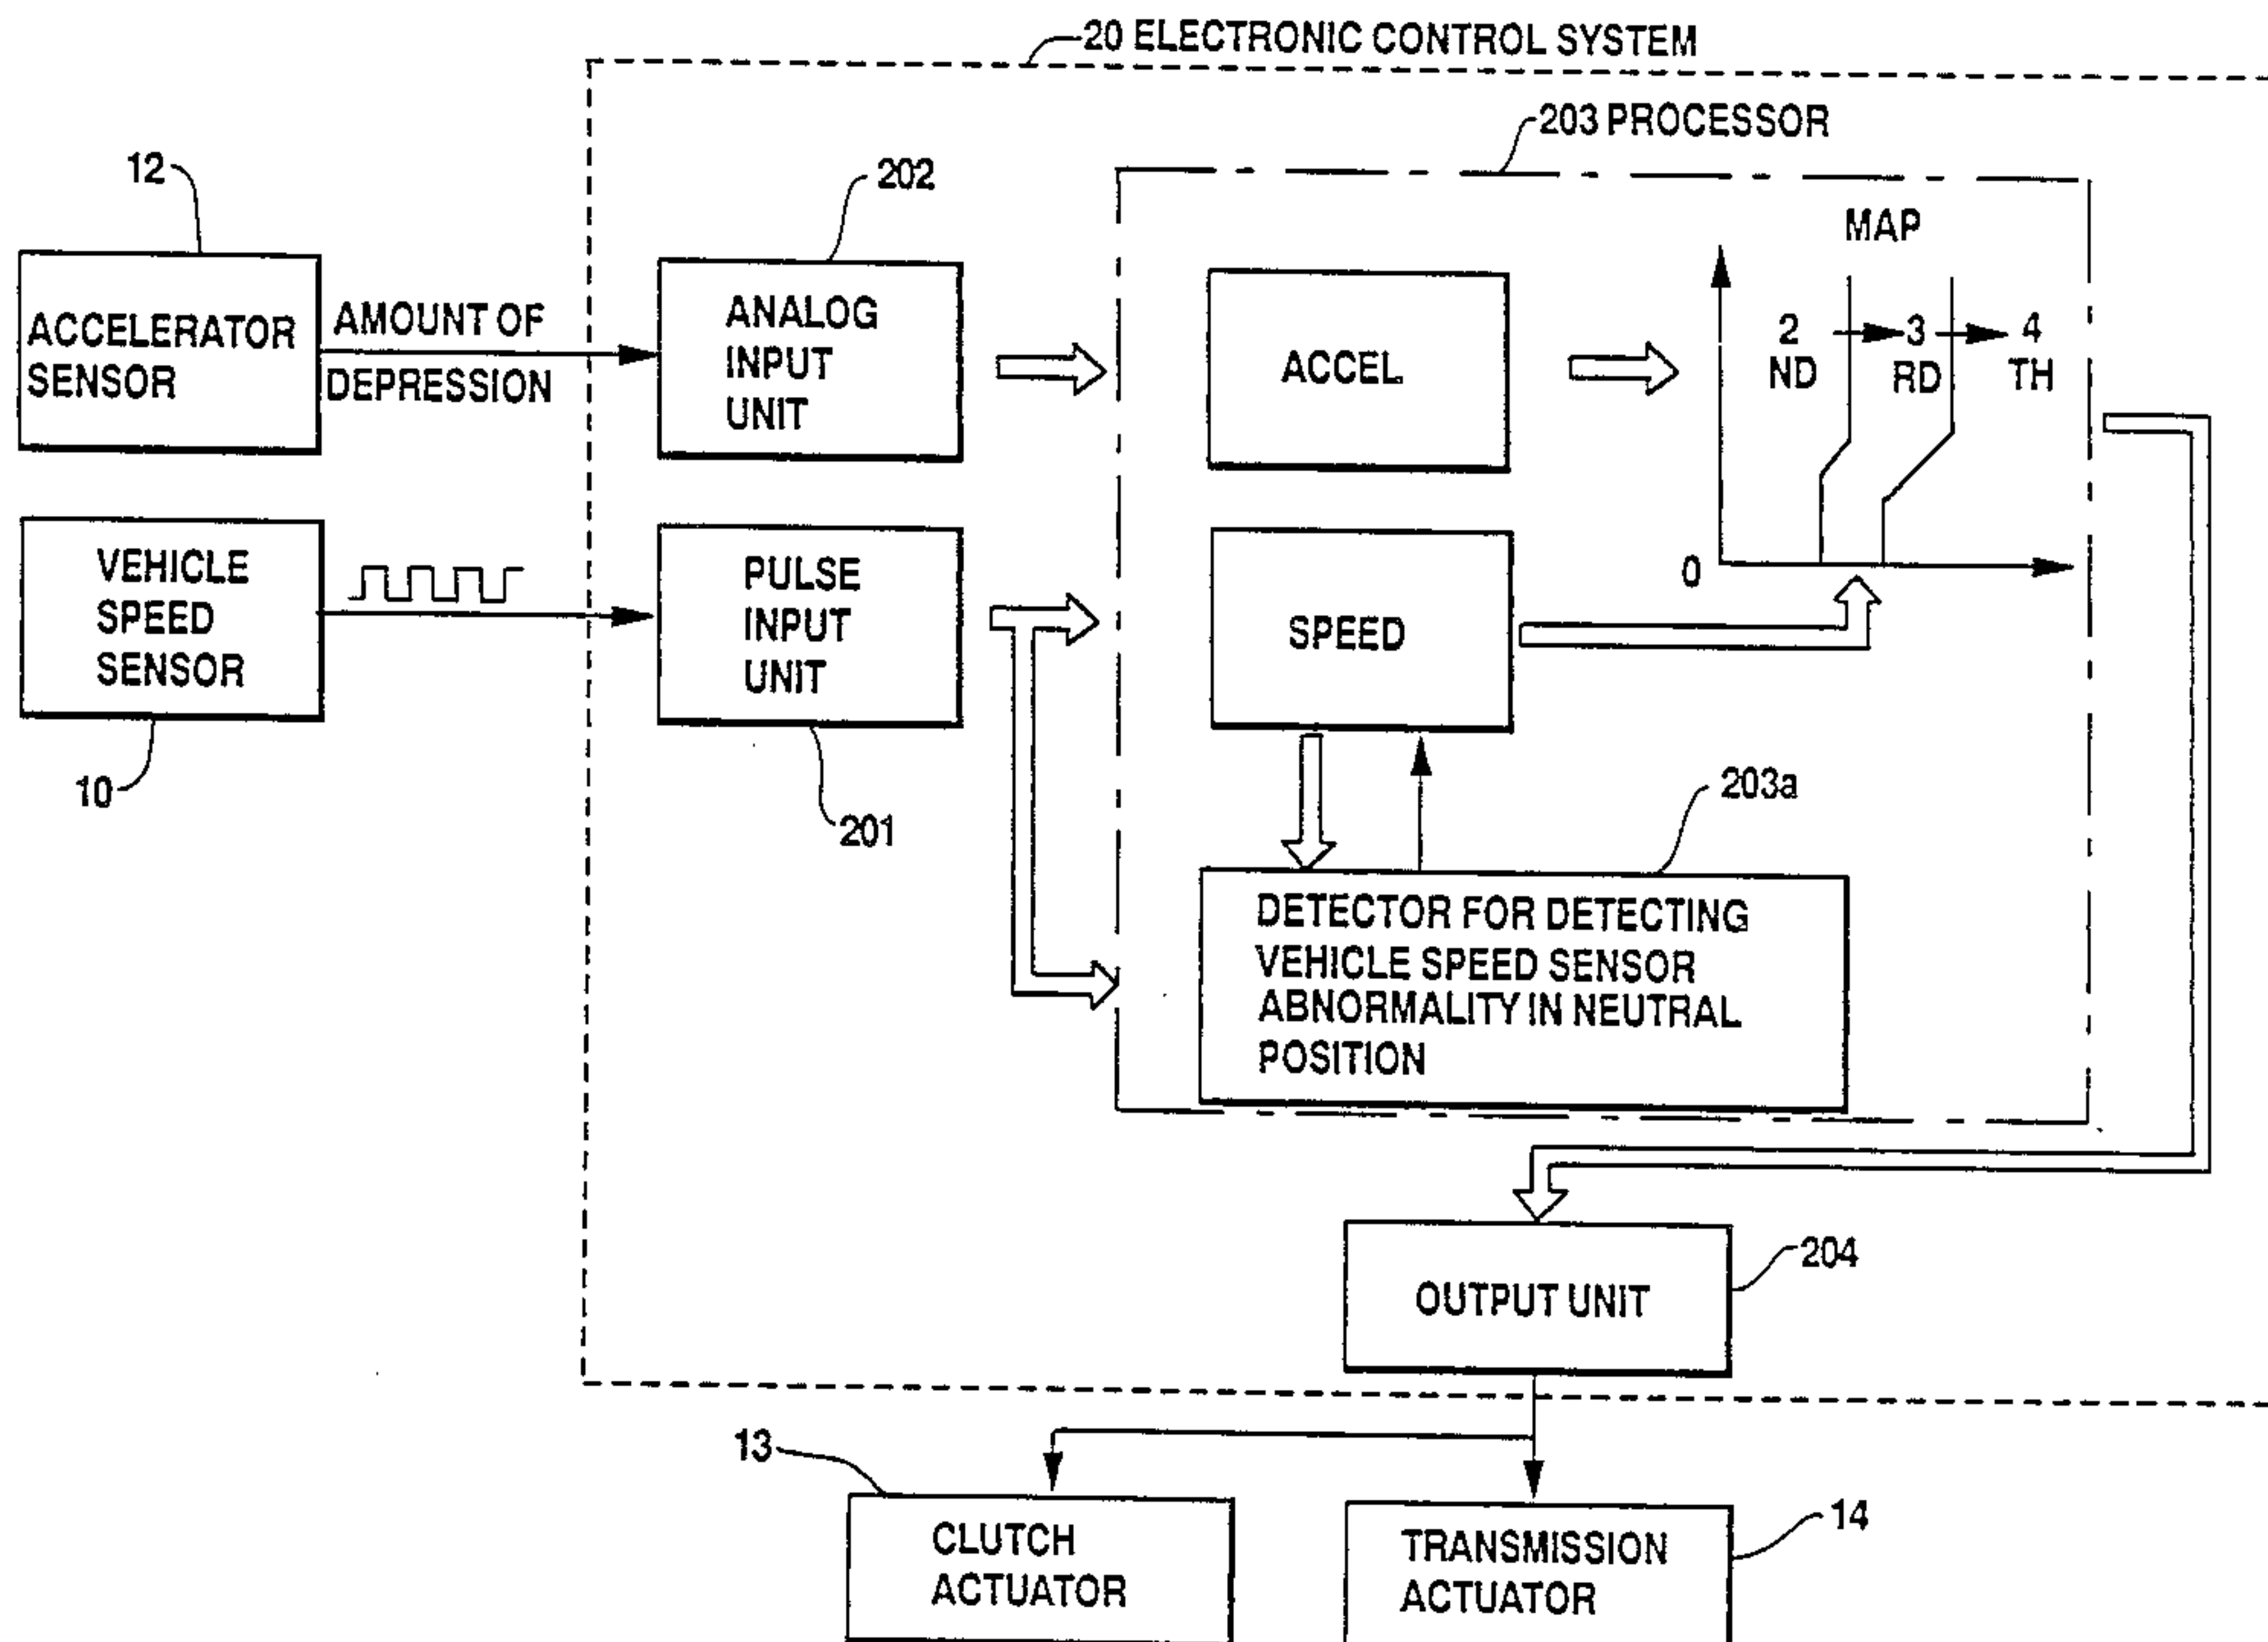 20 ELECTRONIC CONTROL SYSTEM
203 PROCESSOR
12
202
MAP
ACCELERATOR
SENSOR
AMOUNT OF
DEPRESSION
ANALOG
INPUT
UNIT
ACCEL
2
ND
3
RD
4
TH
0
VEHICLE
SPEED
SENSOR
PULSE
INPUT
UNIT
SPEED
10
201
203a
DETECTOR FOR DETECTING
VEHICLE SPEED SENSOR
ABNORMALITY IN NEUTRAL
POSITION
204
OUTPUT UNIT
13
CLUTCH
ACTUATOR
TRANSMISSION
ACTUATOR
14